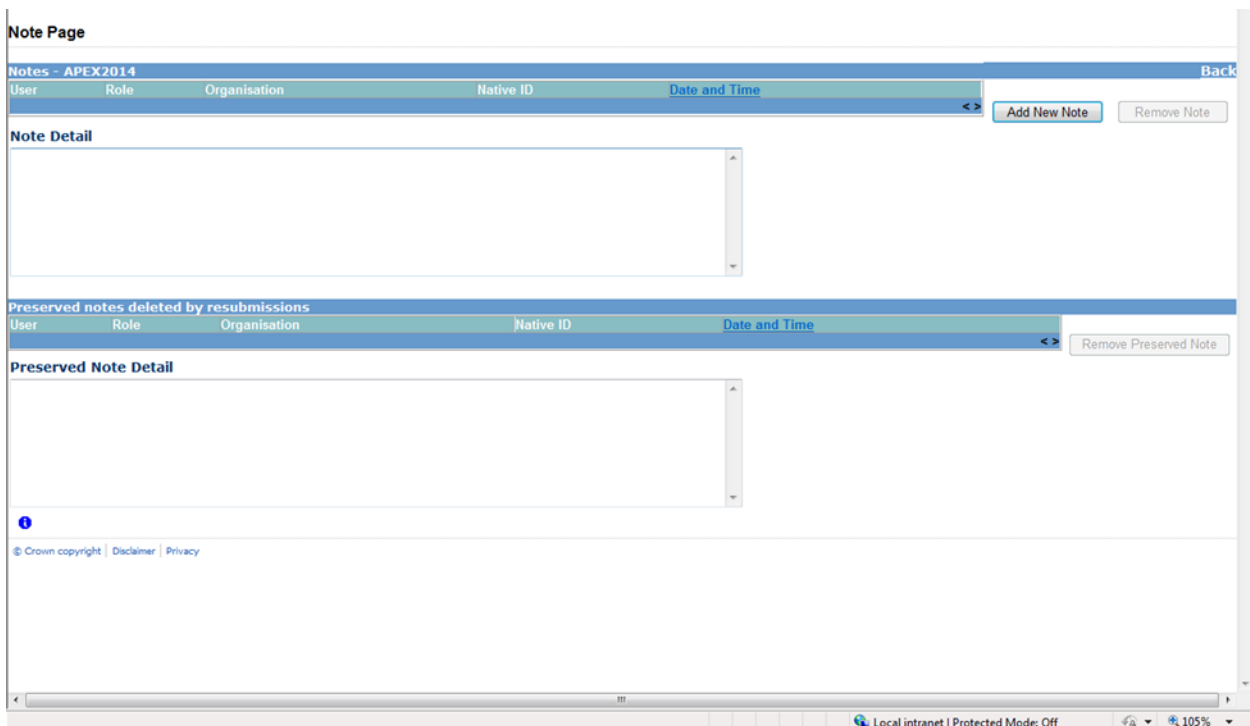 Note Page
Notes - APEX2014 Back
User Role Organisation Native ID Date and Time
< >
Add New Note Remove Note
Note Detail
Preserved notes deleted by resubmissions
User Role Organisation Native ID Date and Time
< >
Remove Preserved Note
Preserved Note Detail
© Crown copyright | Disclaimer | Privacy
Local intranet | Protected Mode: Off 105%